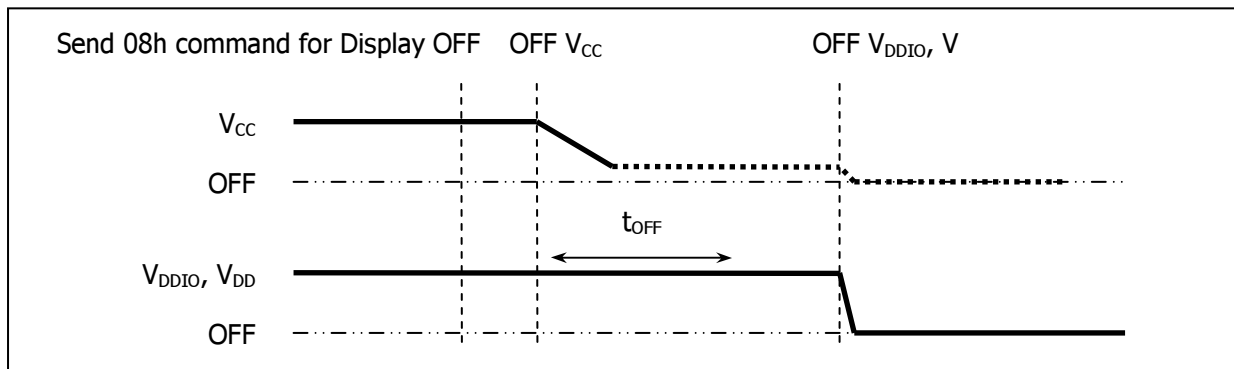 Send 08h command for Display OFF OFF VCC OFF VDDIO, V
VCC
OFF
tOFF
VDDIO, VDD
OFF